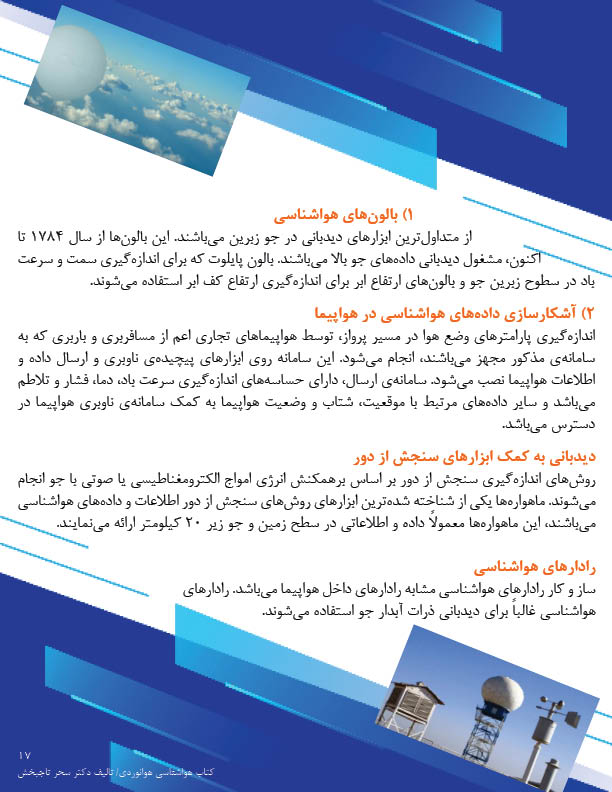 ۱) بالون‌های هواشناسی
از متداول‌ترین ابزارهای دیدبانی در جو زبرین می‌باشند. این بالون‌ها از سال ۱۷۸۴ تا
اکنون، مشغول دیدبانی داده‌های جو بالا می‌باشند. بالون پایلوت که برای اندازه‌گیری سمت و سرعت
باد در سطوح زبرین جو و بالون‌های ارتفاع ابر برای اندازه‌گیری ارتفاع کف ابر استفاده می‌شوند.
۲) آشکارسازی داده‌های هواشناسی در هواپیما
اندازه‌گیری پارامترهای وضع هوا در مسیر پرواز، توسط هواپیماهای تجاری اعم از مسافربری و باربری که به
سامانه‌ی مذکور مجهز می‌باشند، انجام می‌شود. این سامانه روی ابزارهای پیچیده‌ی ناوبری و ارسال داده و
اطلاعات هواپیما نصب می‌شود. سامانه‌ی ارسال، دارای حساسه‌های اندازه‌گیری سرعت باد، دما، فشار و تلاطم
می‌باشد و سایر داده‌های مرتبط با موقعیت، شتاب و وضعیت هواپیما به کمک سامانه‌ی ناوبری هواپیما در
دسترس می‌باشد.
دیدبانی به کمک ابزارهای سنجش از دور
روش‌های اندازه‌گیری سنجش از دور بر اساس برهمکنش انرژی امواج الکترومغناطیسی یا صوتی با جو انجام
می‌شوند. ماهواره‌ها یکی از شناخته شده‌ترین ابزارهای روش‌های سنجش از دور اطلاعات و داده‌های هواشناسی
می‌باشند، این ماهواره‌ها معمولاً داده و اطلاعاتی در سطح زمین و جو زیر ۲۰ کیلومتر ارائه می‌نمایند.
رادارهای هواشناسی
ساز و کار رادارهای هواشناسی مشابه رادارهای داخل هواپیما می‌باشد. رادارهای
هواشناسی غالباً برای دیدبانی ذرات آبدار جو استفاده می‌شوند.
۱۷
کتاب هواشناسی هوانوردی/ تالیف دکتر سحر تاجبخش